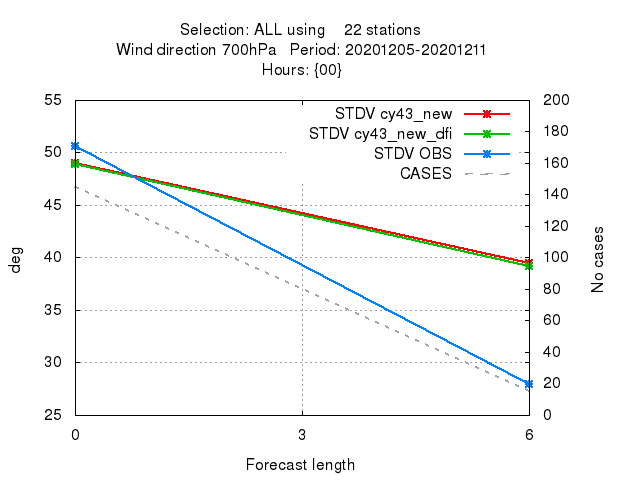 Selection: ALL using 22 stations
Wind direction 700hPa Period: 20201205-20201211
Hours: {00}
STDV cy43_new
STDV cy43_new_dfi
STDV OBS
CASES
55
50
45
40
35
30
25
deg
200
180
160
140
120
100
80
60
40
20
0
No cases
0 3 6
Forecast length